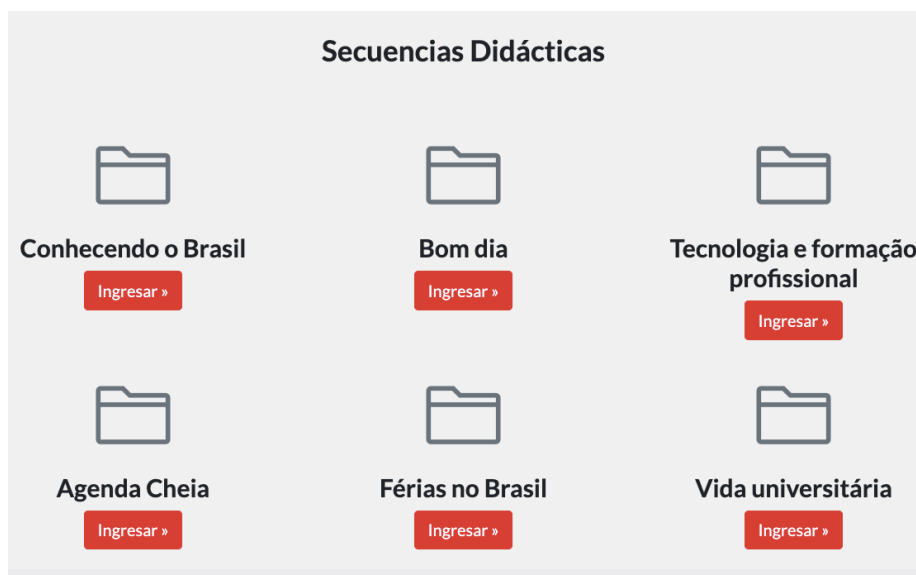 Secuencias Didácticas
Conhecendo o Brasil
Ingresar »
Bom dia
Ingresar »
Tecnologia e formação
profissional
Ingresar »
Agenda Cheia
Ingresar »
Férias no Brasil
Ingresar »
Vida universitária
Ingresar »